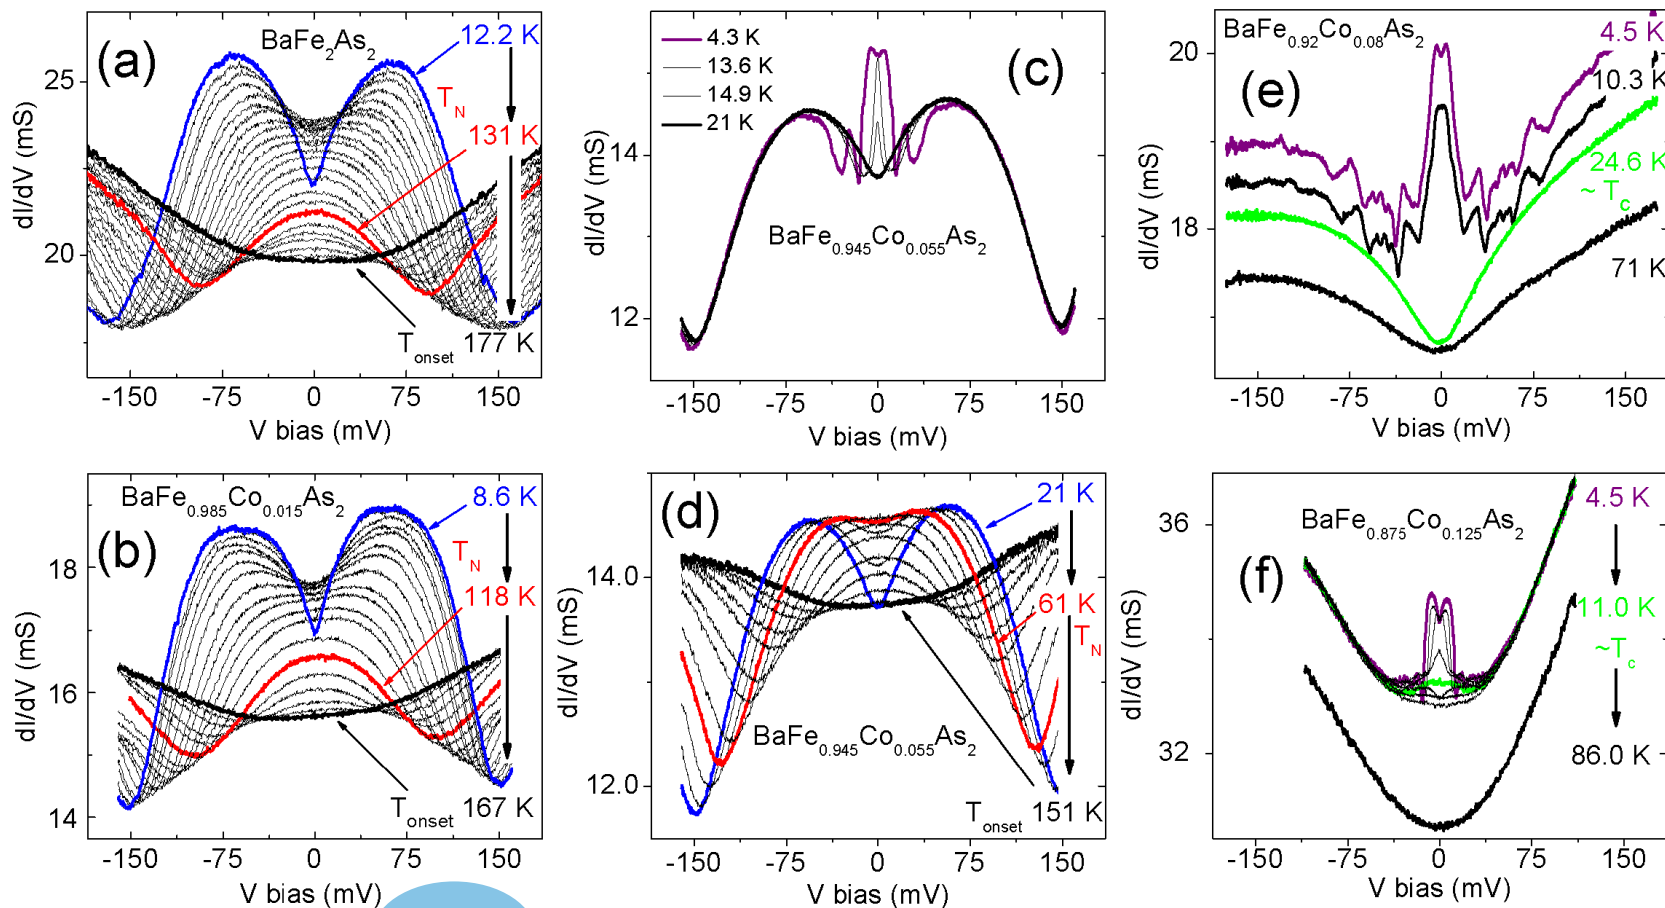 (a)
BaFe2As2
12.2 K
TN
131 K
Tonset 177 K
25
20
dI/dV (mS)
-150 -75 0 75 150
V bias (mV)
(b)
BaFe0.985Co0.015As2
8.6 K
TN
118 K
Tonset 167 K
18
16
14
dI/dV (mS)
-150 -75 0 75 150
V bias (mV)
(c)
4.3 K
13.6 K
14.9 K
21 K
BaFe0.945Co0.055As2
14
12
dI/dV (mS)
-150 -75 0 75 150
V bias (mV)
(d)
21 K
61 K
TN
BaFe0.945Co0.055As2
Tonset 151 K
14.0
12.0
dI/dV (mS)
-150 -75 0 75 150
V bias (mV)
(e)
BaFe0.92Co0.08As2
4.5 K
10.3 K
24.6 K
~ Tc
71 K
20
18
dI/dV (mS)
-150 -75 0 75 150
V bias (mV)
(f)
BaFe0.875Co0.125As2
4.5 K
11.0 K
~Tc
86.0 K
36
32
dI/dV (mS)
-150 -75 0 75 150
V bias (mV)